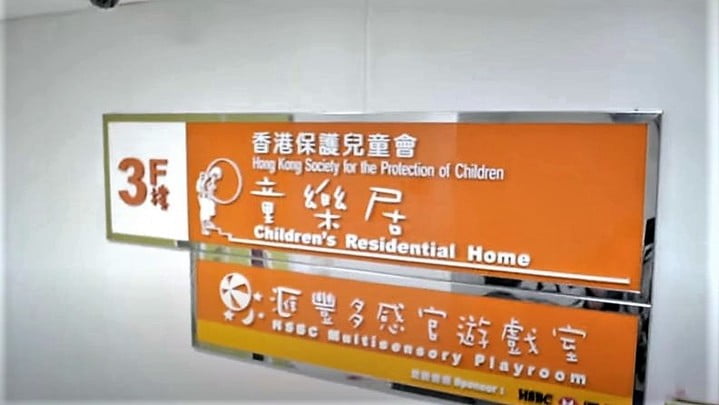 3F
樓
香港保護兒童會
Hong Kong Society for the Protection of Children
童樂居
Children's Residential Home
滙豐多感官遊戲室
HSBC Multisensory Playroom
Sponsor :
HSBC